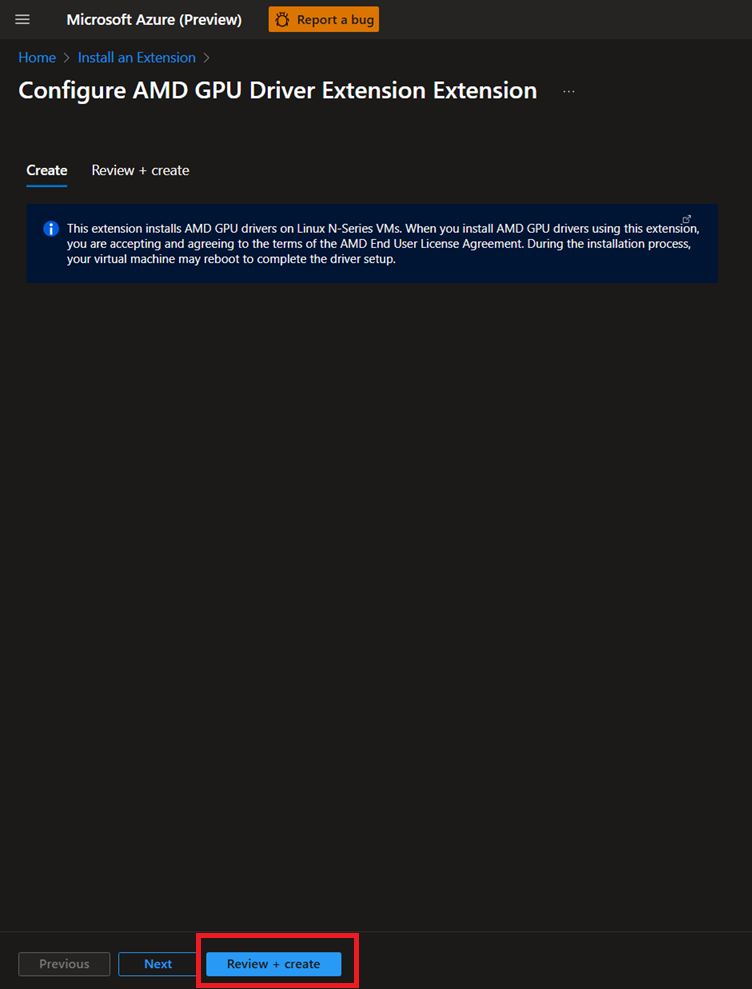 Microsoft Azure (Preview)
Report a bug
Home > Install an Extension >
Configure AMD GPU Driver Extension Extension ...
Create
Review + create
This extension installs AMD GPU drivers on Linux N-Series VMs. When you install AMD GPU drivers using this extension,
you are accepting and agreeing to the terms of the AMD End User License Agreement. During the installation process,
your virtual machine may reboot to complete the driver setup.
Previous
Next
Review + create